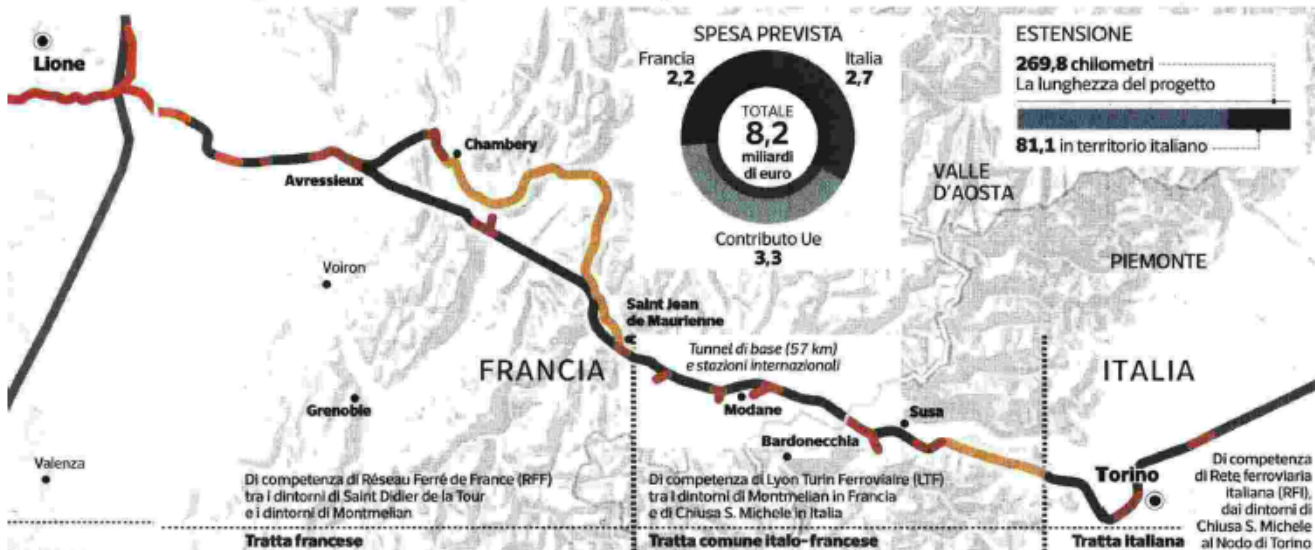 Lione
SPESA PREVISTA
Francia
2,2
Italia
2,7
TOTALE
8,2
miliardi
di euro
Contributo Ue
3,3
ESTENSIONE
269,8 chilometri
La lunghezza del progetto
81,1 in territorio italiano
Chambery
Avressieux
VALLE
D'AOSTA
PIEMONTE
Voiron
Saint Jean
de Maurienne
Tunnel di base (57 km)
e stazioni internazionali
FRANCIA
ITALIA
Grenoble
Modane
Susa
Bardonecchia
Valenza
Torino
Di competenza di Réseau Ferré de France (RFF)
tra i dintorni di Saint Didier de la Tour
e i dintorni di Montmelian
Tratta francese
Di competenza di Lyon Turin Ferroviaire (LTF)
tra i dintorni di Montmelian in Francia
e di Chiusa S. Michele in Italia
Tratta comune italo-francese
Di competenza
di Rete ferroviaria
italiana (RFI),
dai dintorni di
Chiusa S. Michele
al Nodo di Torino
Tratta italiana